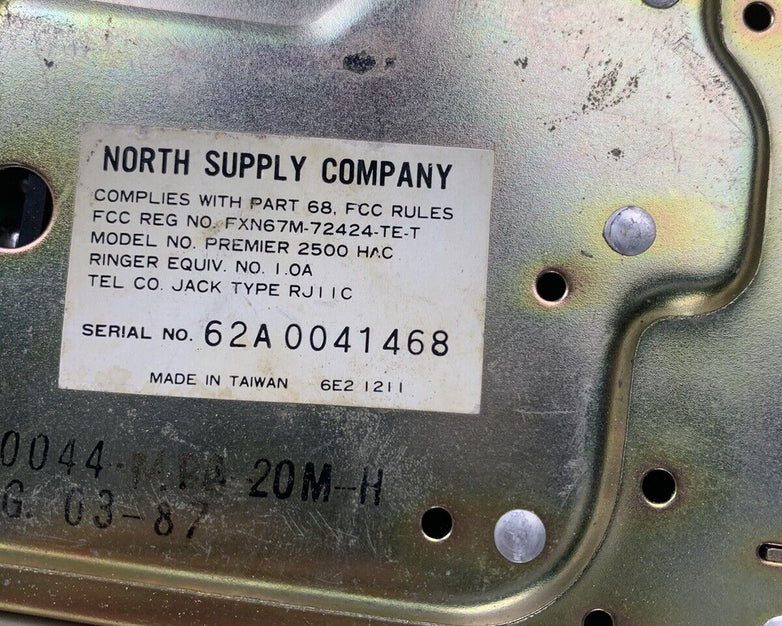 NORTH SUPPLY COMPANY
COMPLIES WITH PART 68, FCC RULES
FCC REG NO. FXN67M-72424-TE-T
MODEL NO. PREMIER 2500 HAC
RINGER EQUIV. NO. 1.0A
TEL CO. JACK TYPE RJ11C
SERIAL NO. 62A0041468
MADE IN TAIWAN 6E2 1211
0044- 20M-H
G. 03-87